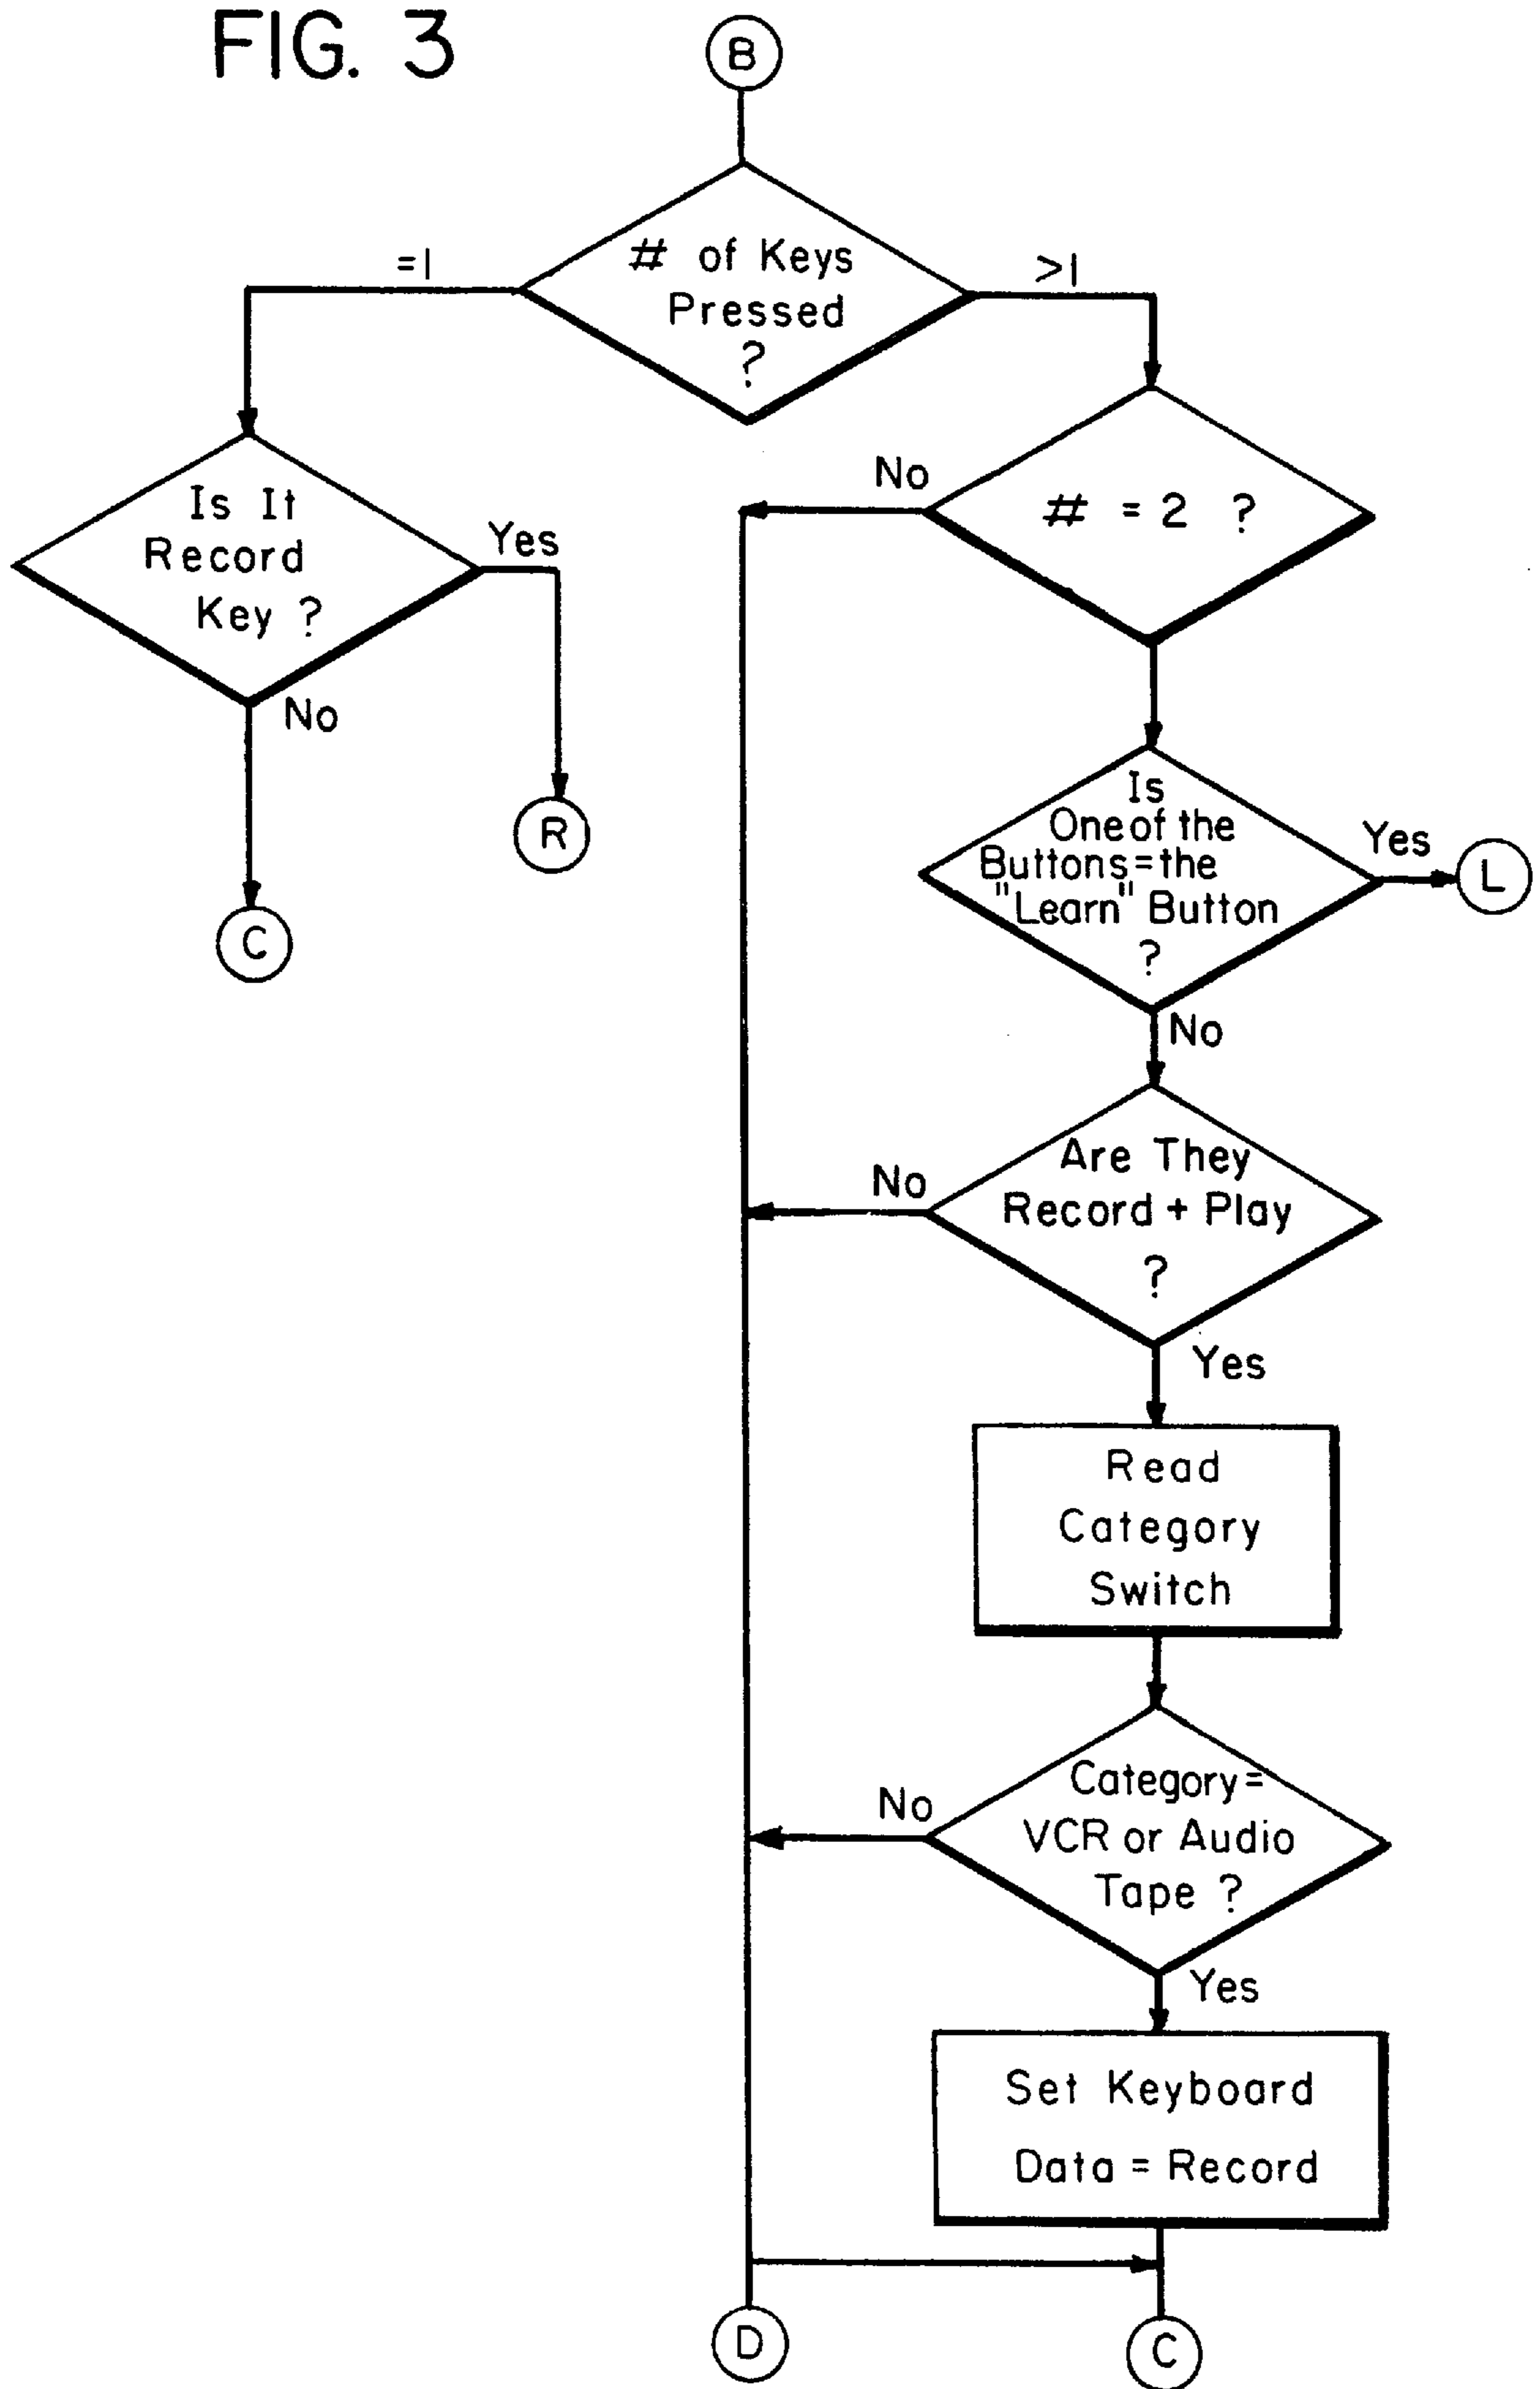 FIG. 3
B
# of Keys
Pressed
?
=1
>1
Is It
Record
Key ?
Yes
No
R
C
# = 2 ?
No
Is
One of the
Buttons = the
"Learn" Button
?
Yes
L
No
Are They
Record + Play
?
No
Yes
Read
Category
Switch
Category =
VCR or Audio
Tape ?
No
Yes
Set Keyboard
Data = Record
D
C